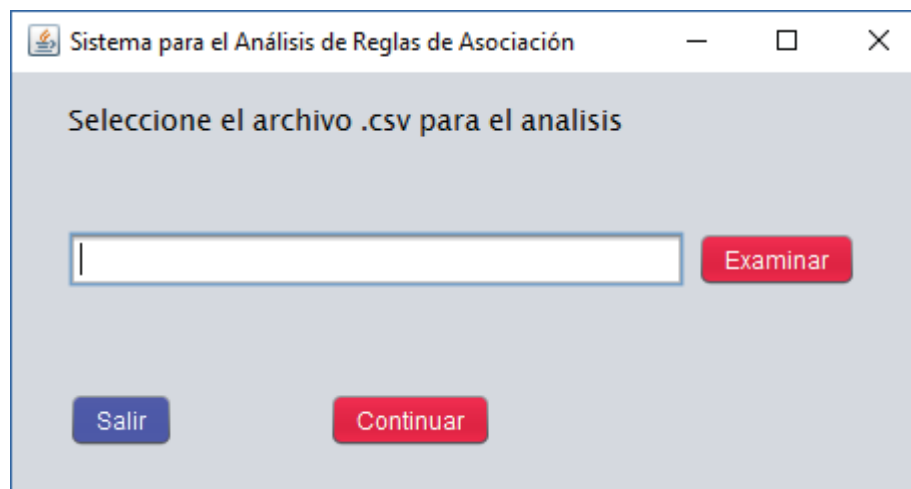 Sistema para el Análisis de Reglas de Asociación
Seleccione el archivo .csv para el analisis
Examinar
Salir Continuar